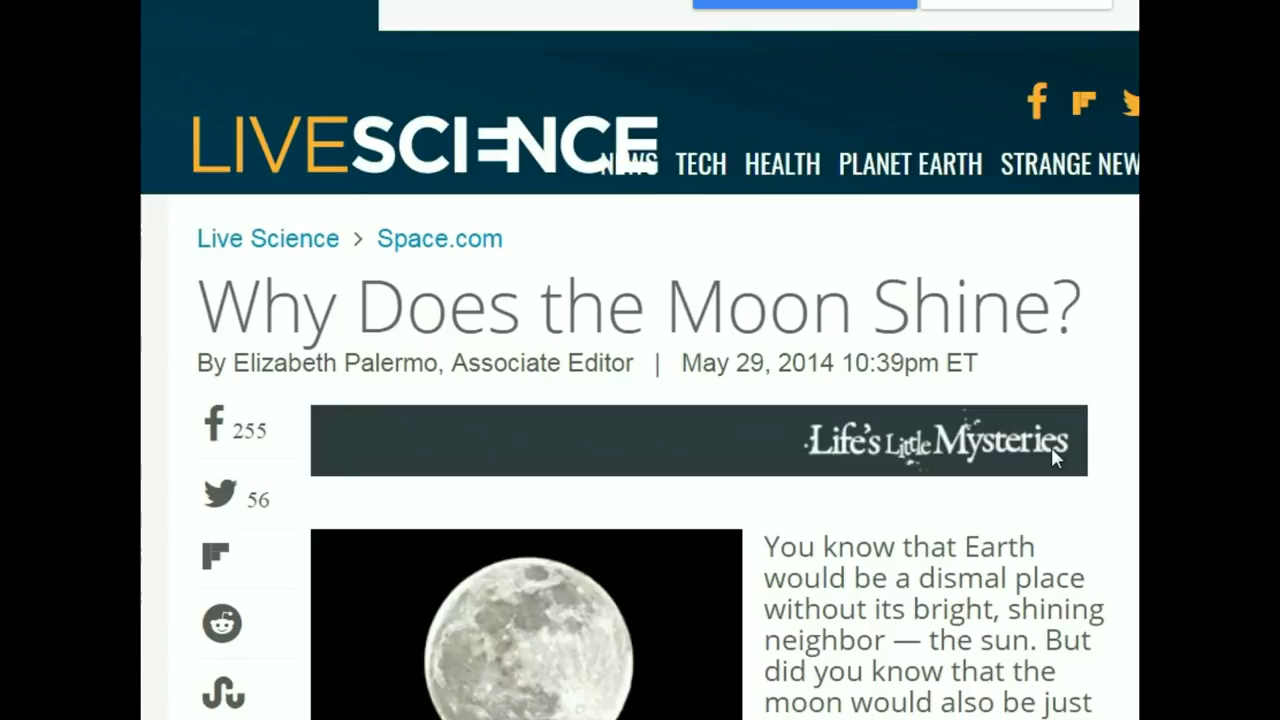 LIVESCIENCE
NEWS TECH HEALTH PLANET EARTH STRANGE NEW
Live Science > Space.com
Why Does the Moon Shine?
By Elizabeth Palermo, Associate Editor | May 29, 2014 10:39pm ET
255
Life's Little Mysteries
56
You know that Earth
would be a dismal place
without its bright, shining
neighbor — the sun. But
did you know that the
moon would also be just